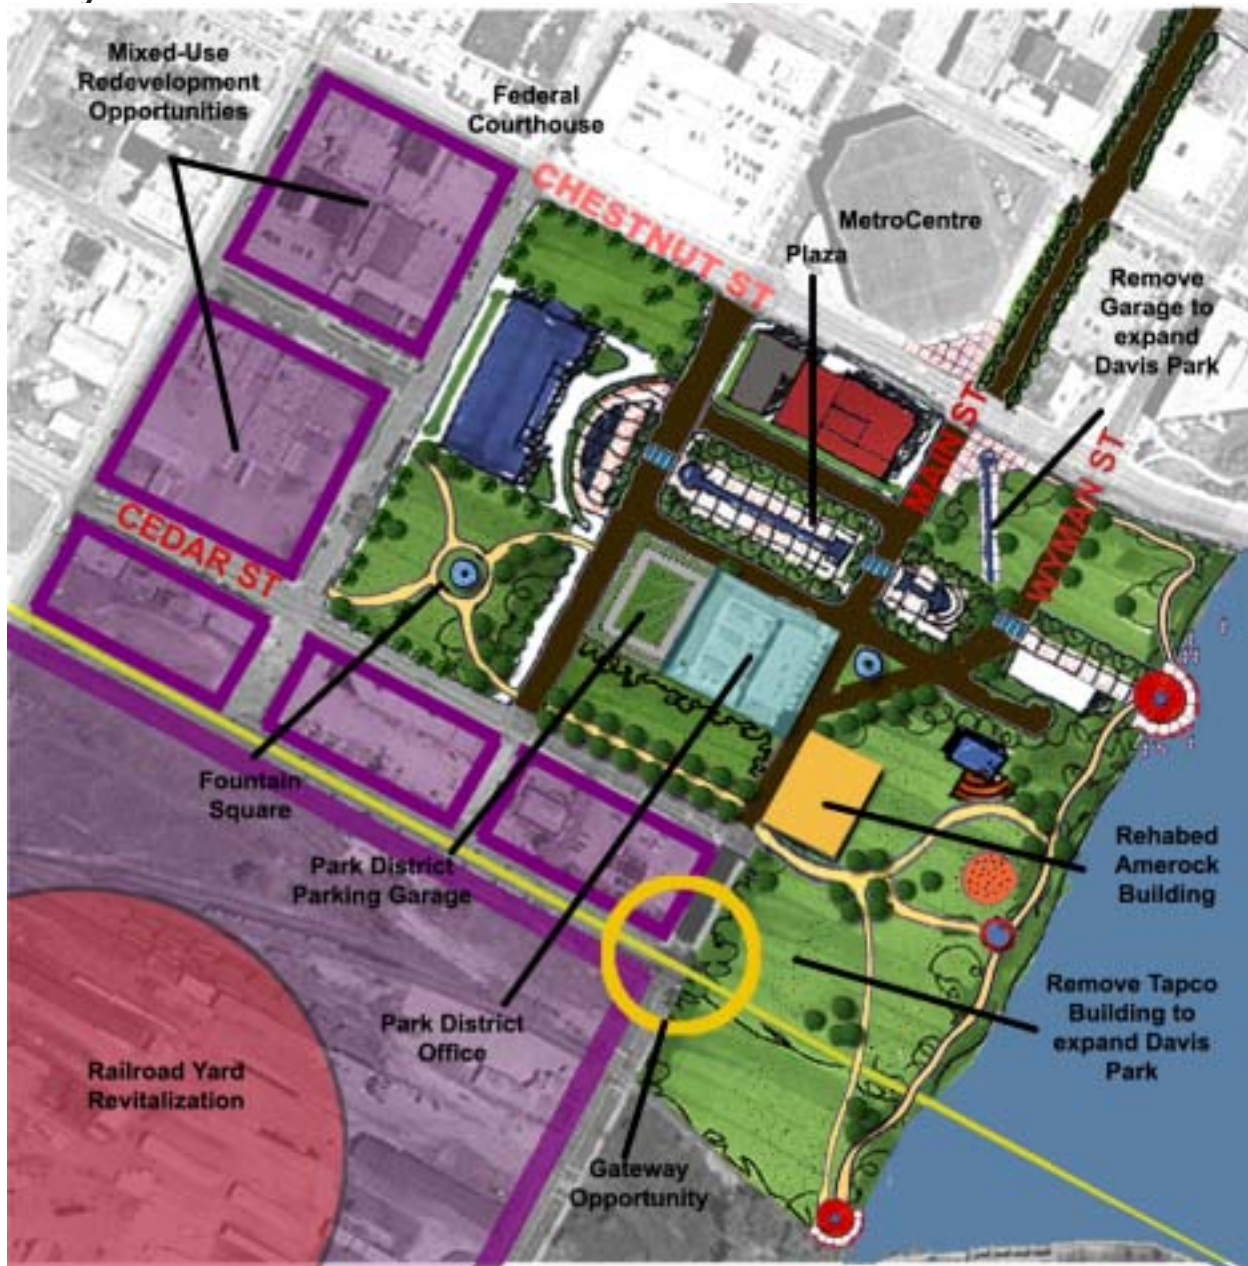 Mixed-Use
Redevelopment
Opportunities
Federal
Courthouse
CHESTNUT ST
MetroCentre
Plaza
Remove
Garage to
expand
Davis Park
MAIN ST
WYMAN ST
CEDAR ST
Fountain
Square
Park District
Parking Garage
Rehabed
Amerock
Building
Park District
Office
Remove Tapco
Building to
expand Davis
Park
Railroad Yard
Revitalization
Gateway
Opportunity